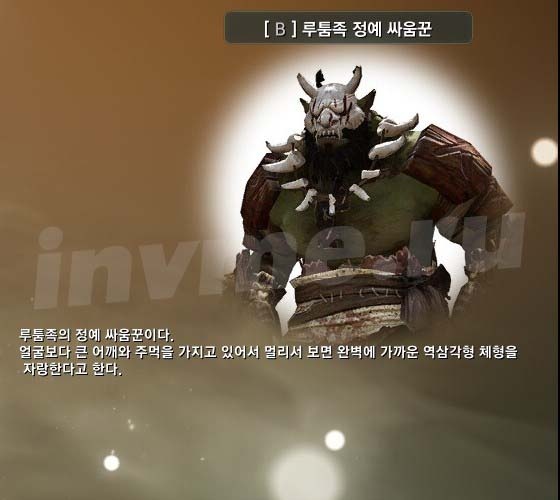 [ B ] 루툼족 정예 싸움꾼
invme.ru
루툼족의 정예 싸움꾼이다.
얼굴보다 큰 어깨와 주먹을 가지고 있어서 멀리서 보면 완벽에 가까운 역삼각형 체형을
자랑한다고 한다.